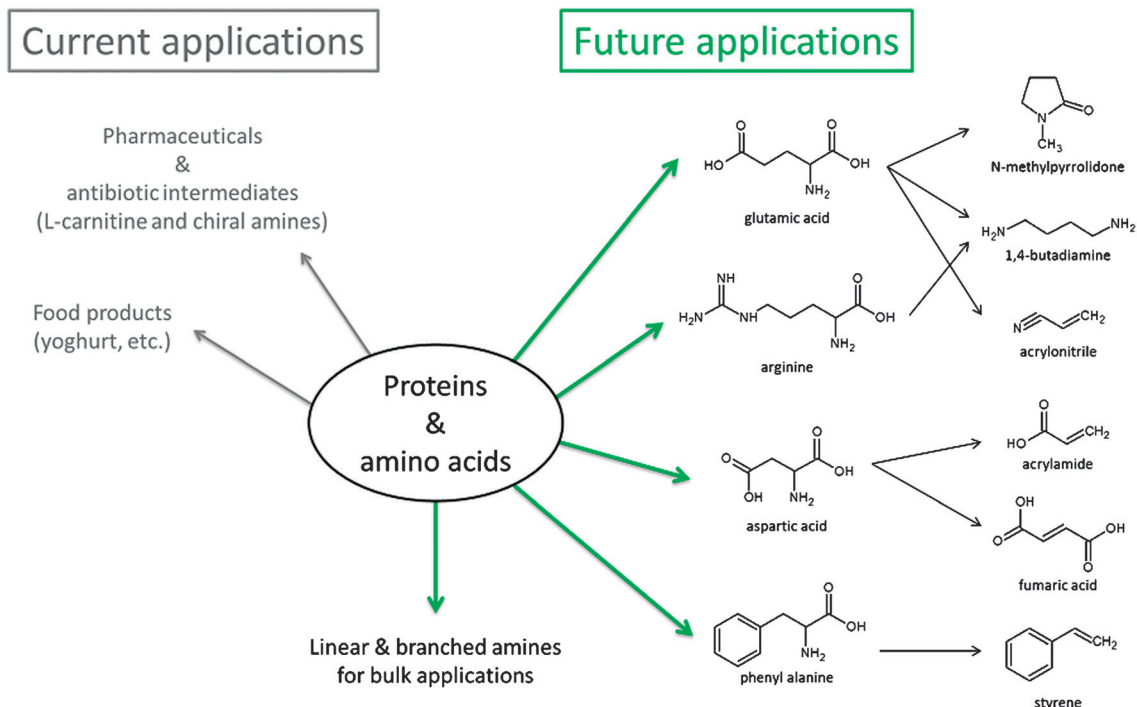 Current applications
Future applications
Pharmaceuticals
&
antibiotic intermediates
(L-carnitine and chiral amines)
Food products
(yoghurt, etc.)
Proteins
&
amino acids
Linear & branched amines
for bulk applications
O
O
HO
OH
NH2
glutamic acid
NH
O
H2N
NH
OH
NH2
arginine
O
O
OH
OH
NH2
aspartic acid
O
OH
NH2
phenyl alanine
N
O
CH3
N-methylpyrrolidone
H2N
NH2
1,4-butadiamine
N
CH2
acrylonitrile
O
HO
CH2
acrylamide
OH
O
OH
O
fumaric acid
CH2
styrene